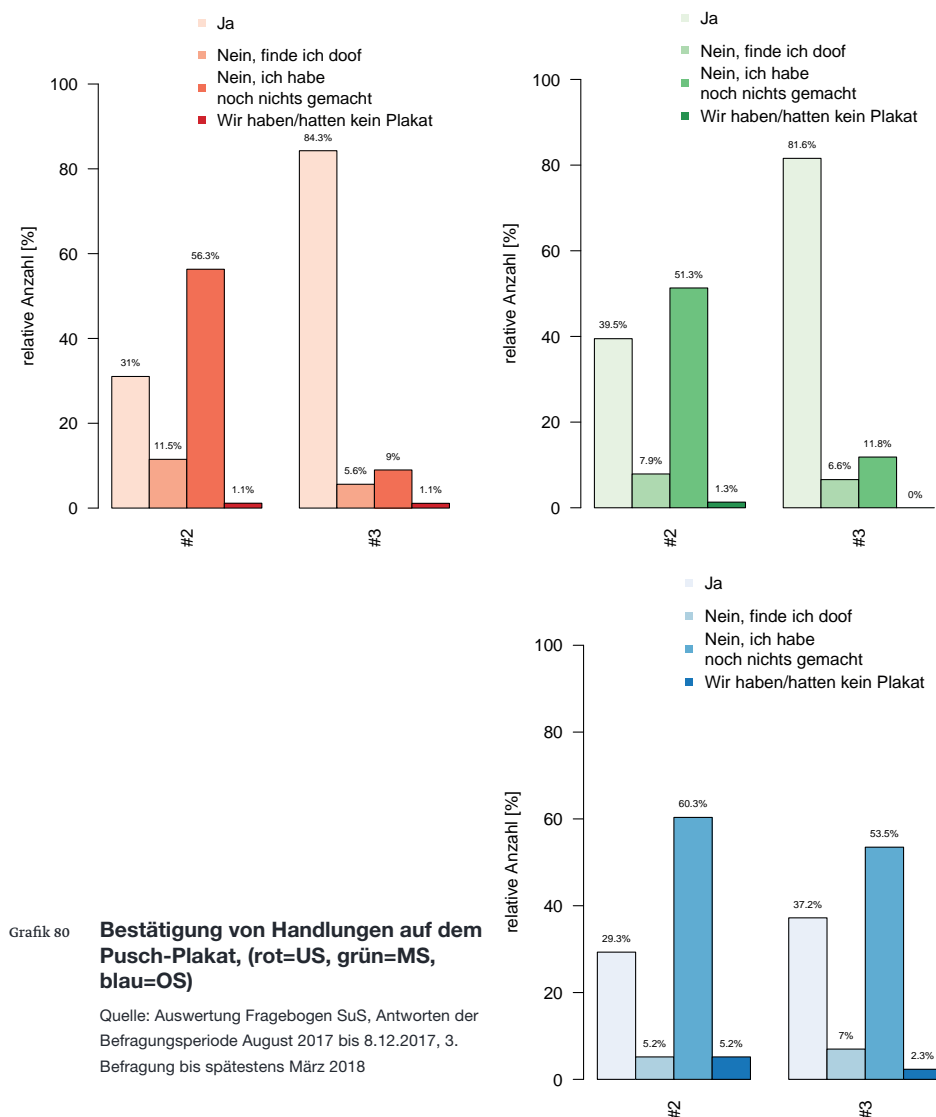 Ja
Nein, finde ich doof
Nein, ich habe
noch nichts gemacht
Wir haben/hatten kein Plakat
relative Anzahl [%]
100
80
60
40
20
0
31%
11.5%
56.3%
1.1%
84.3%
5.6%
9%
1.1%
#2
#3
Ja
Nein, finde ich doof
Nein, ich habe
noch nichts gemacht
Wir haben/hatten kein Plakat
relative Anzahl [%]
100
80
60
40
20
0
39.5%
7.9%
51.3%
1.3%
81.6%
6.6%
11.8%
0%
#2
#3
Ja
Nein, finde ich doof
Nein, ich habe
noch nichts gemacht
Wir haben/hatten kein Plakat
relative Anzahl [%]
100
80
60
40
20
0
29.3%
5.2%
60.3%
5.2%
37.2%
7%
53.5%
2.3%
#2
#3
Grafik 80
Bestätigung von Handlungen auf dem
Pusch-Plakat, (rot=US, grün=MS,
blau=OS)
Quelle: Auswertung Fragebogen SuS, Antworten der
Befragungsperiode August 2017 bis 8.12.2017, 3.
Befragung bis spätestens März 2018